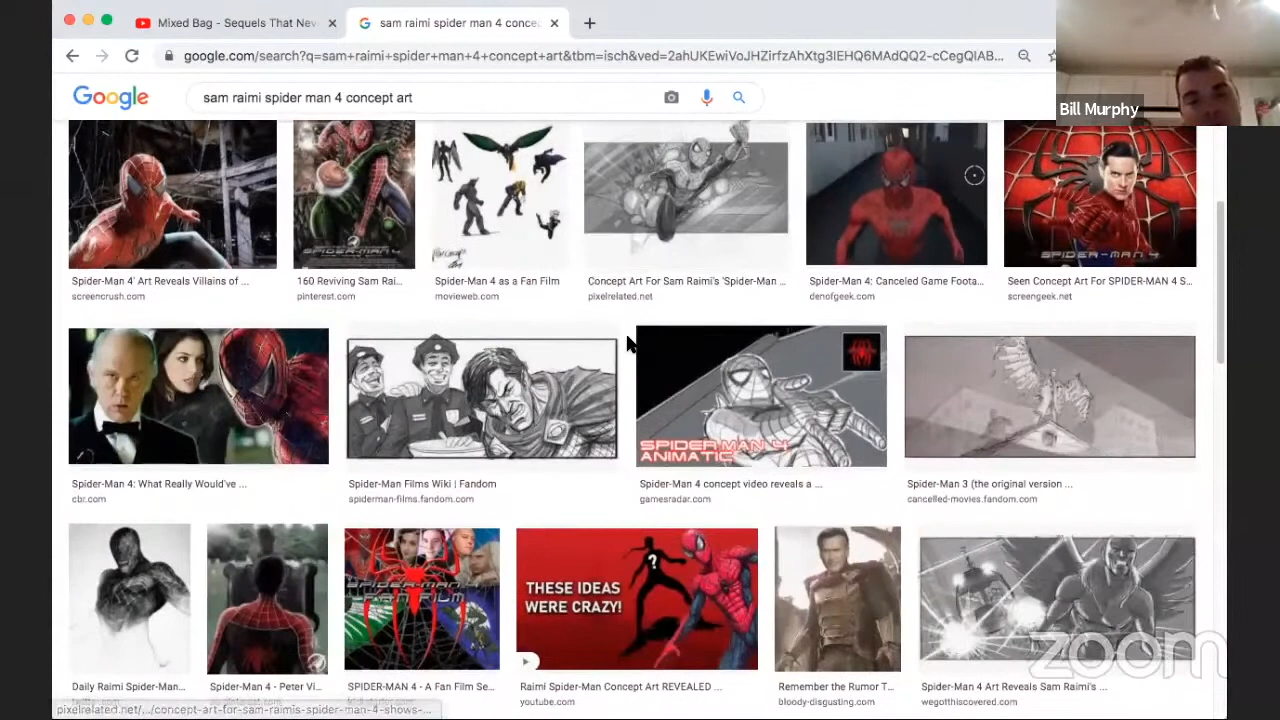 Mixed Bag - Sequels That Nev
sam raimi spider man 4 conce
google.com/search?q=sam+raimi+spider+man+4+concept+art&tbm=isch&ved=2ahUKEwiVoJHZirfzAhXtg3IEHQ6MAdQQ2-cCegQIAB...
Google
sam raimi spider man 4 concept art
Bill Murphy
SPIDER-MAN 4
SPIDER-MAN 4
Spider-Man 4' Art Reveals Villains of ...
screencrush.com
160 Reviving Sam Rai...
pinterest.com
Spider-Man 4 as a Fan Film
movieweb.com
Concept Art For Sam Raimi's 'Spider-Man ...
pixelrelated.net
Spider-Man 4: Canceled Game Foota...
denofgeek.com
Seen Concept Art For SPIDER-MAN 4 S...
screengeek.net
SPIDER-MAN 4
ANIMATIC
Spider-Man 4: What Really Would've ...
cbr.com
Spider-Man Films Wiki | Fandom
spiderman-films.fandom.com
Spider-Man 4 concept video reveals a ...
gamesradar.com
Spider-Man 3 (the original version ...
cancelled-movies.fandom.com
SPIDER-MAN 4
FAN FILM
THESE IDEAS
WERE CRAZY!
?
zoom
Daily Raimi Spider-Man...
Spider-Man 4 - Peter Vi...
SPIDER-MAN 4 - A Fan Film Se...
Raimi Spider-Man Concept Art REVEALED ...
youtube.com
Remember the Rumor T...
bloody-disgusting.com
Spider-Man 4 Art Reveals Sam Raimi's ...
wegotthiscovered.com
pixelrelated.net/.../concept-art-for-sam-raimis-spider-man-4-shows-...